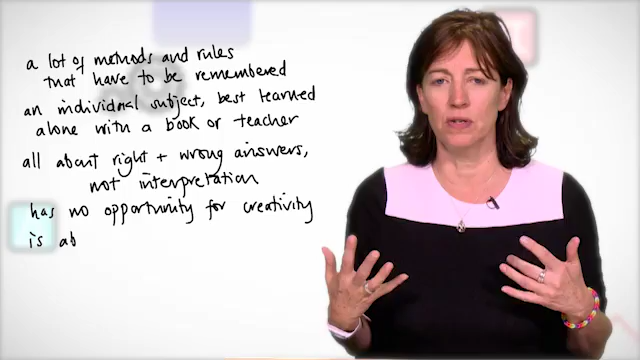 a lot of methods and rules
that have to be remembered
an individual subject, best learned
alone with a book or teacher
all about right + wrong answers,
not interpretation
has no opportunity for creativity
is ab